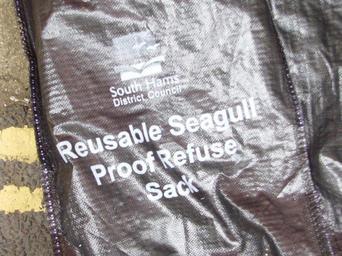 South Hams
District Council
Reusable Seagull
Proof Refuse
Sack